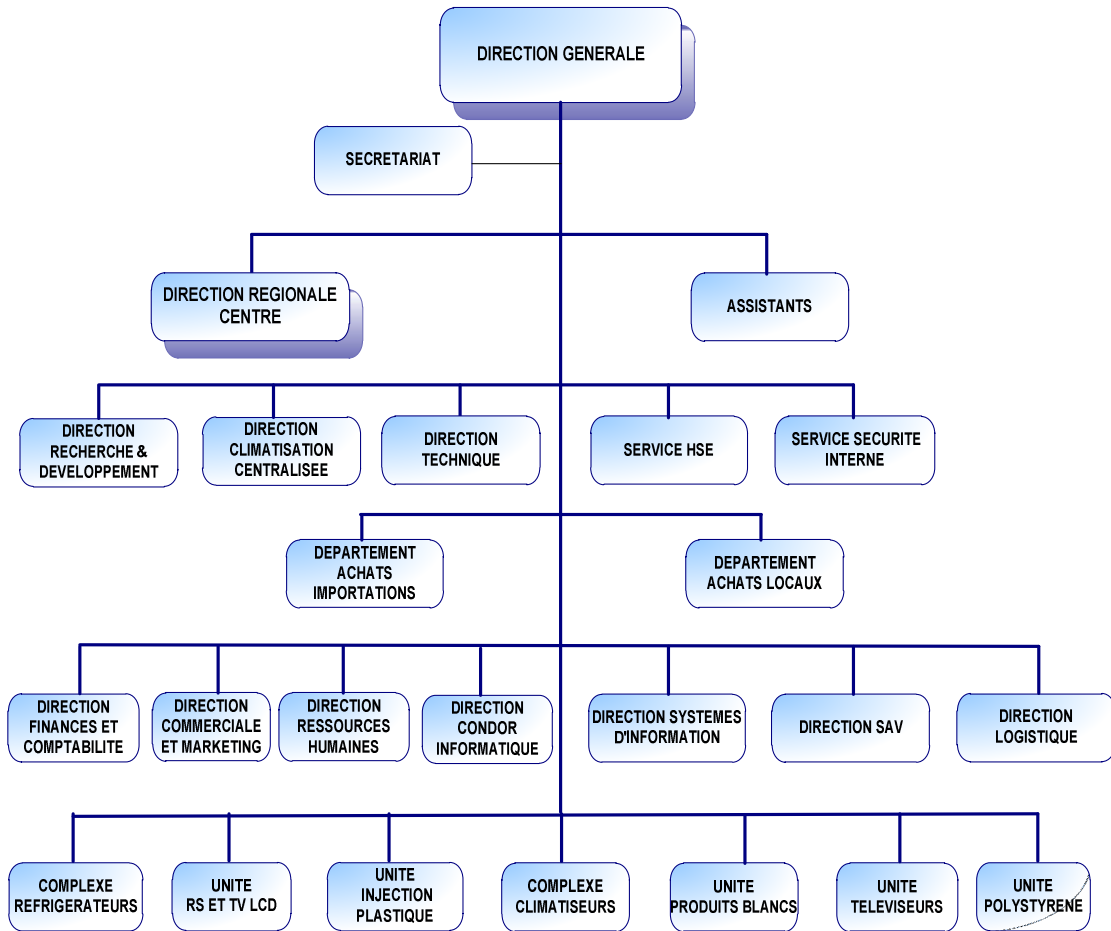 DIRECTION GENERALE
SECRETARIAT
DIRECTION REGIONALE
CENTRE
ASSISTANTS
DIRECTION
RECHERCHE &
DEVELOPPEMENT
DIRECTION
CLIMATISATION
CENTRALISEE
DIRECTION
TECHNIQUE
SERVICE HSE
SERVICE SECURITE
INTERNE
DEPARTEMENT
ACHATS
IMPORTATIONS
DEPARTEMENT
ACHATS LOCAUX
DIRECTION
FINANCES ET
COMPTABILITE
DIRECTION
COMMERCIALE
ET MARKETING
DIRECTION
RESSOURCES
HUMAINES
DIRECTION
CONDOR
INFORMATIQUE
DIRECTION SYSTEMES
D'INFORMATION
DIRECTION SAV
DIRECTION
LOGISTIQUE
COMPLEXE
REFRIGERATEURS
UNITE
RS ET TV LCD
UNITE
INJECTION
PLASTIQUE
COMPLEXE
CLIMATISEURS
UNITE
PRODUITS BLANCS
UNITE
TELEVISEURS
UNITE
POLYSTYRENE